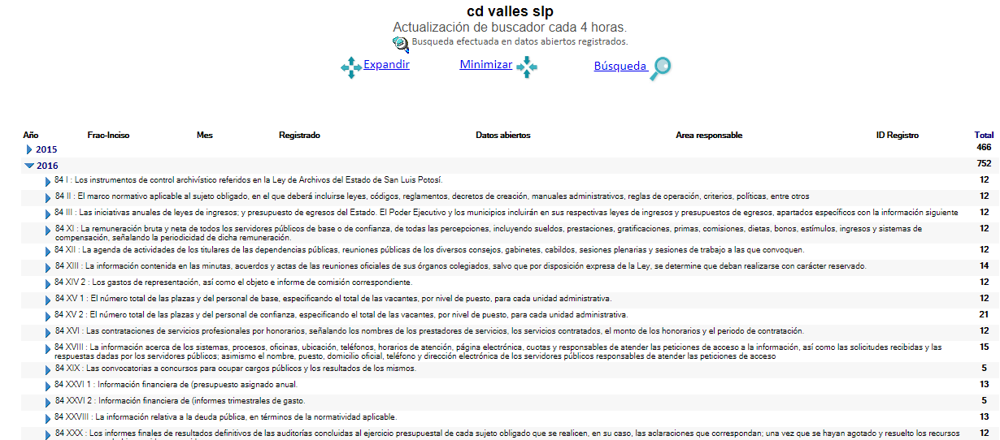 cd valles slp
Actualización de buscador cada 4 horas.
Busqueda efectuada en datos abiertos registrados.
Expandir Minimizar Búsqueda
Año Frac-Inciso Mes Registrado Datos abiertos Area responsable ID Registro Total
2015 466
2016 752
84 I : Los instrumentos de control archivístico referidos en la Ley de Archivos del Estado de San Luis Potosí. 12
84 II : El marco normativo aplicable al sujeto obligado, en el que deberá incluirse leyes, códigos, reglamentos, decretos de creación, manuales administrativos, reglas de operación, criterios, políticas, entre otros 12
84 III : Las iniciativas anuales de leyes de ingresos; y presupuesto de egresos del Estado. El Poder Ejecutivo y los municipios incluirán en sus respectivas leyes de ingresos y presupuestos de egresos, apartados específicos con la información siguiente 12
84 XI : La remuneración bruta y neta de todos los servidores públicos de base o de confianza, de todas las percepciones, incluyendo sueldos, prestaciones, gratificaciones, primas, comisiones, dietas, bonos, estímulos, ingresos y sistemas de 12
compensación, señalando la periodicidad de dicha remuneración.
84 XII : La agenda de actividades de los titulares de las dependencias públicas, reuniones públicas de los diversos consejos, gabinetes, cabildos, sesiones plenarias y sesiones de trabajo a las que convoquen. 12
84 XIII : La información contenida en las minutas, acuerdos y actas de las reuniones oficiales de sus órganos colegiados, salvo que por disposición expresa de la Ley, se determine que deban realizarse con carácter reservado. 14
84 XIV 2 : Los gastos de representación, así como el objeto e informe de comisión correspondiente. 12
84 XV 1 : El número total de las plazas y del personal de base, especificando el total de las vacantes, por nivel de puesto, para cada unidad administrativa. 12
84 XV 2 : El número total de las plazas y del personal de confianza, especificando el total de las vacantes, por nivel de puesto, para cada unidad administrativa. 21
84 XVI : Las contrataciones de servicios profesionales por honorarios, señalando los nombres de los prestadores de servicios, los servicios contratados, el monto de los honorarios y el periodo de contratación. 12
84 XVIII : La información acerca de los sistemas, procesos, oficinas, ubicación, teléfonos, horarios de atención, página electrónica, cuotas y responsables de atender las peticiones de acceso a la información, así como las solicitudes recibidas y las 15
respuestas dadas por los servidores públicos; asimismo el nombre, puesto, domicilio oficial, teléfono y dirección electrónica de los servidores públicos responsables de atender las peticiones de acceso
84 XIX : Las convocatorias a concursos para ocupar cargos públicos y los resultados de los mismos. 5
84 XXVI 1 : Información financiera de (presupuesto asignado anual. 13
84 XXVI 2 : Información financiera de (informes trimestrales de gasto. 5
84 XXVIII : La información relativa a la deuda pública, en términos de la normatividad aplicable. 13
84 XXX : Los informes finales de resultados definitivos de las auditorías concluidas al ejercicio presupuestal de cada sujeto obligado que se realicen, en su caso, las aclaraciones que correspondan; una vez que se hayan agotado y resuelto los recursos 12